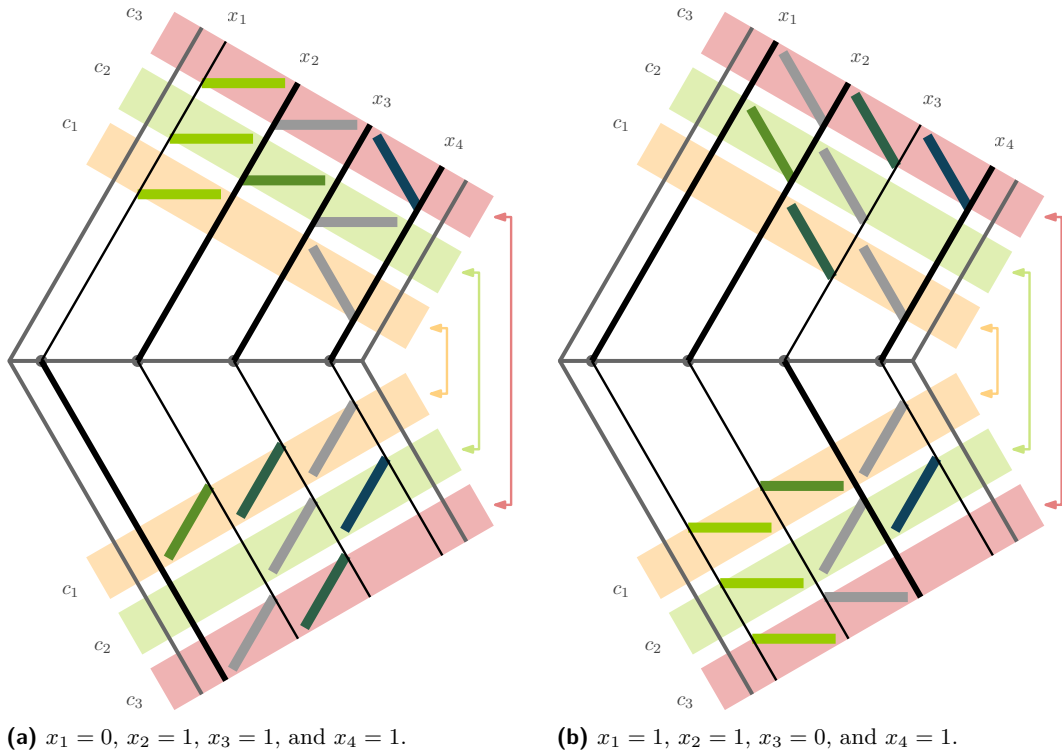 c₃ x₁
c₂ x₂
c₁ x₃
x₄
c₁
c₂
c₃
(a) x₁ = 0, x₂ = 1, x₃ = 1, and x₄ = 1.
c₃ x₁
c₂ x₂
c₁ x₃
x₄
c₁
c₂
c₃
(b) x₁ = 1, x₂ = 1, x₃ = 0, and x₄ = 1.